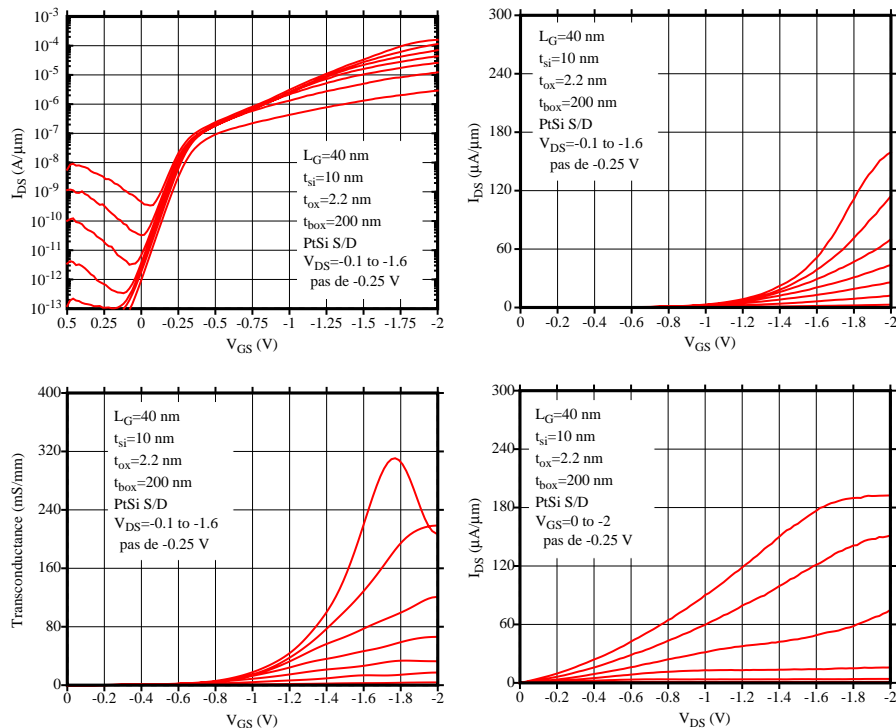 10⁻³
10⁻⁴
10⁻⁵
10⁻⁶
10⁻⁷
10⁻⁸
10⁻⁹
10⁻¹⁰
10⁻¹¹
10⁻¹²
10⁻¹³
I_DS (A/µm)
L_G=40 nm
t_si=10 nm
t_ox=2.2 nm
t_box=200 nm
PtSi S/D
V_DS=-0.1 to -1.6
pas de -0.25 V
0.5 0.25 0 -0.25 -0.5 -0.75 -1 -1.25 -1.5 -1.75 -2
V_GS (V)
300
240
180
120
60
0
I_DS (µA/µm)
L_G=40 nm
t_si=10 nm
t_ox=2.2 nm
t_box=200 nm
PtSi S/D
V_DS=-0.1 to -1.6
pas de -0.25 V
0 -0.2 -0.4 -0.6 -0.8 -1 -1.2 -1.4 -1.6 -1.8 -2
V_GS (V)
400
320
240
160
80
0
Transconductance (mS/mm)
L_G=40 nm
t_si=10 nm
t_ox=2.2 nm
t_box=200 nm
PtSi S/D
V_DS=-0.1 to -1.6
pas de -0.25 V
0 -0.2 -0.4 -0.6 -0.8 -1 -1.2 -1.4 -1.6 -1.8 -2
V_GS (V)
300
240
180
120
60
0
I_DS (µA/µm)
L_G=40 nm
t_si=10 nm
t_ox=2.2 nm
t_box=200 nm
PtSi S/D
V_GS=0 to -2
pas de -0.25 V
0 -0.2 -0.4 -0.6 -0.8 -1 -1.2 -1.4 -1.6 -1.8 -2
V_DS (V)